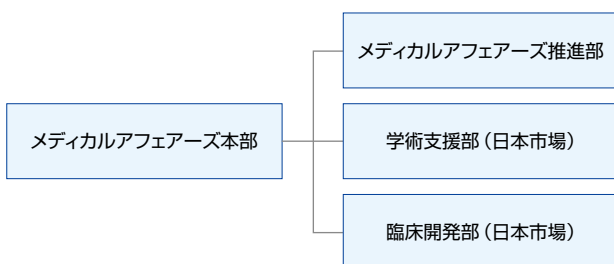 メディカルアフェアーズ推進部
メディカルアフェアーズ本部
学術支援部（日本市場）
臨床開発部（日本市場）